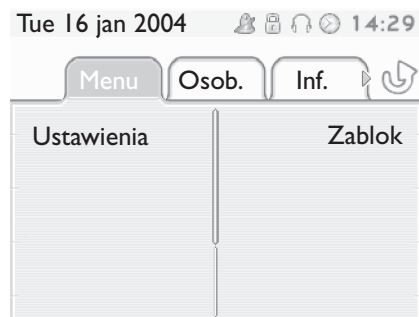 Tue 16 jan 2004 14:29
Menu Osob. Inf.
Ustawienia Zablok